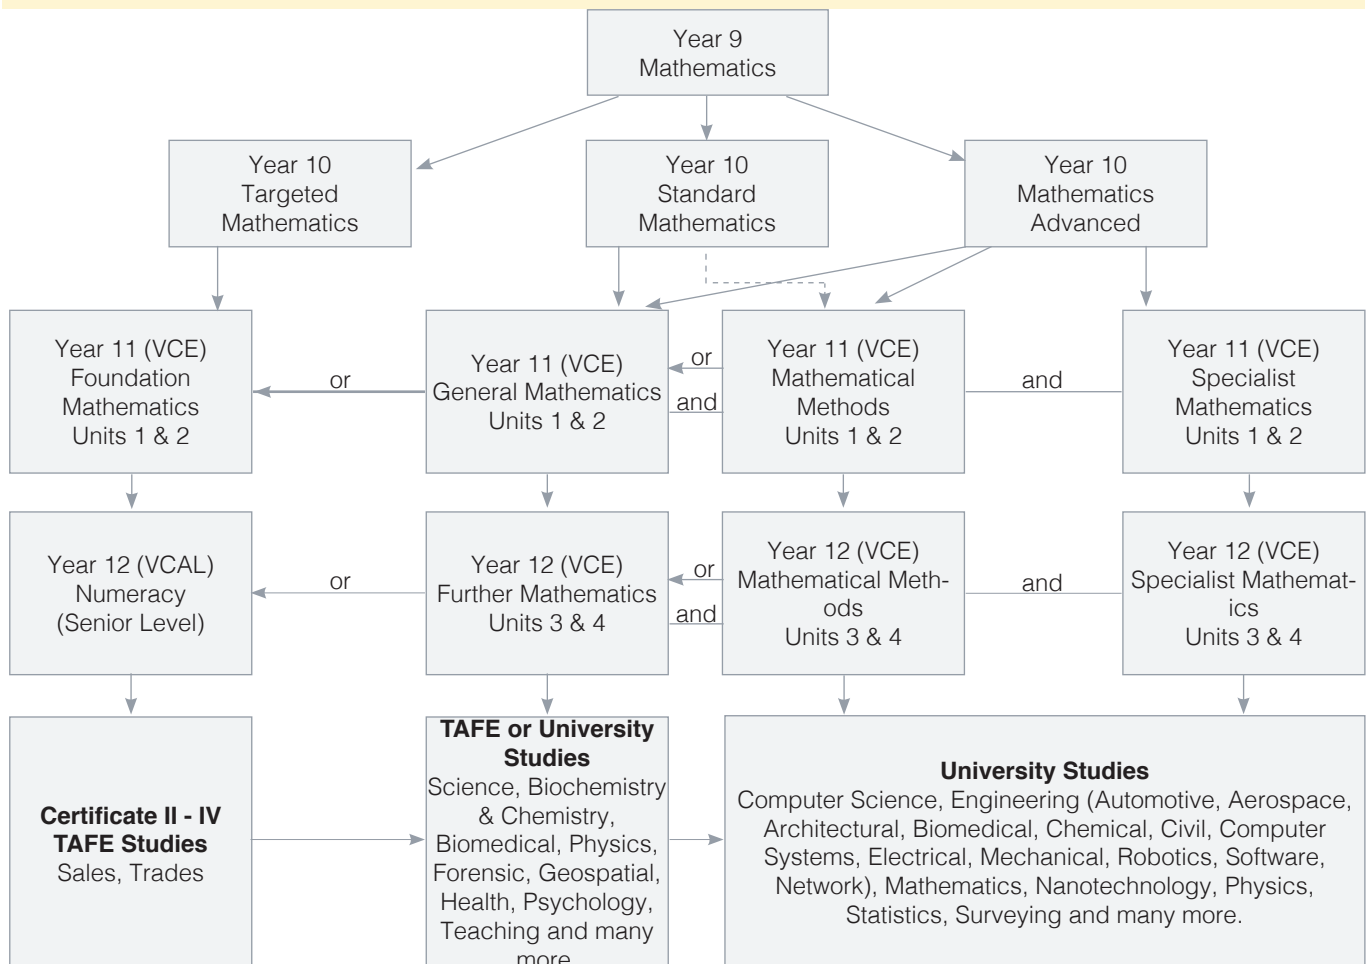 Year 9
Mathematics
Year 10
Targeted
Mathematics
Year 10
Standard
Mathematics
Year 10
Mathematics
Advanced
Year 11 (VCE)
Foundation
Mathematics
Units 1 & 2
or
Year 11 (VCE)
General Mathematics
Units 1 & 2
or
and
Year 11 (VCE)
Mathematical
Methods
Units 1 & 2
and
Year 11 (VCE)
Specialist
Mathematics
Units 1 & 2
Year 12 (VCAL)
Numeracy
(Senior Level)
or
Year 12 (VCE)
Further Mathematics
Units 3 & 4
or
and
Year 12 (VCE)
Mathematical Meth-
ods
Units 3 & 4
and
Year 12 (VCE)
Specialist Mathemat-
ics
Units 3 & 4
Certificate II - IV
TAFE Studies
Sales, Trades
TAFE or University
Studies
Science, Biochemistry
& Chemistry,
Biomedical, Physics,
Forensic, Geospatial,
Health, Psychology,
Teaching and many
more
University Studies
Computer Science, Engineering (Automotive, Aerospace,
Architectural, Biomedical, Chemical, Civil, Computer
Systems, Electrical, Mechanical, Robotics, Software,
Network), Mathematics, Nanotechnology, Physics,
Statistics, Surveying and many more.